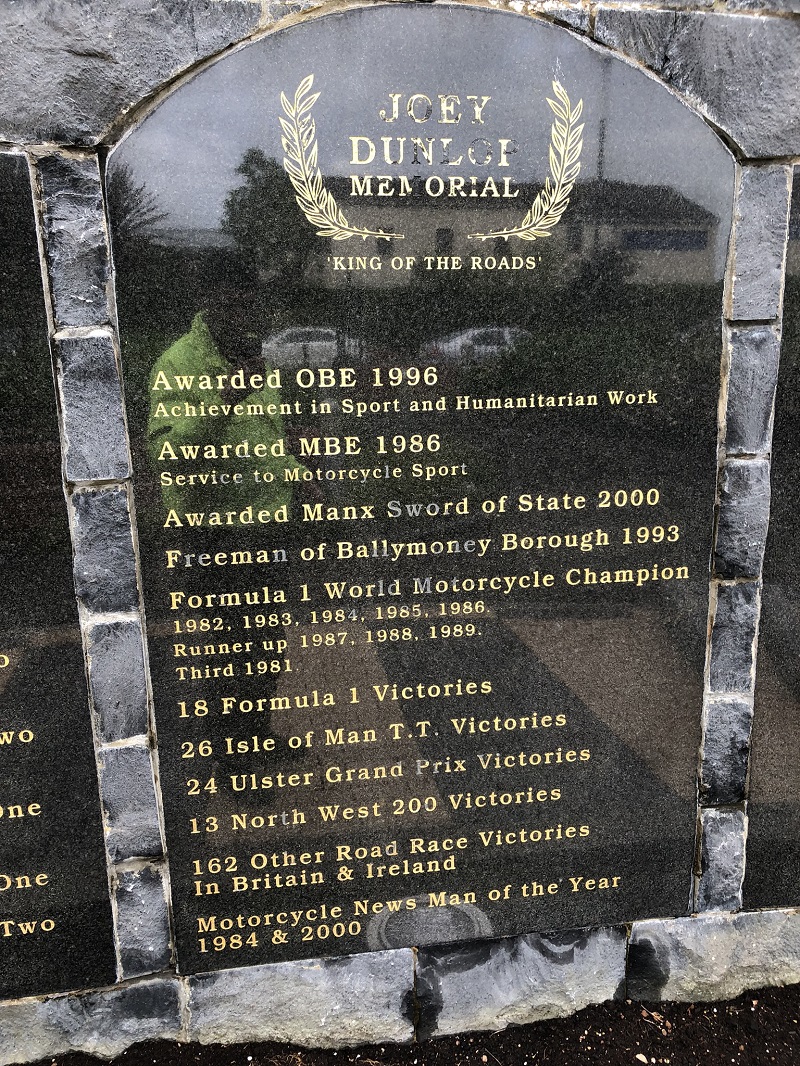 JOEY
DUNLOP
MEMORIAL
'KING OF THE ROADS'
Awarded OBE 1996
Achievement in Sport and Humanitarian Work
Awarded MBE 1986
Service to Motorcycle Sport
Awarded Manx Sword of State 2000
Freeman of Ballymoney Borough 1993
Formula 1 World Motorcycle Champion
1982, 1983, 1984, 1985, 1986.
Runner up 1987, 1988, 1989.
Third 1981.
18 Formula 1 Victories
26 Isle of Man T.T. Victories
24 Ulster Grand Prix Victories
13 North West 200 Victories
162 Other Road Race Victories
In Britain & Ireland
Motorcycle News Man of the Year
1984 & 2000
One
One
Two